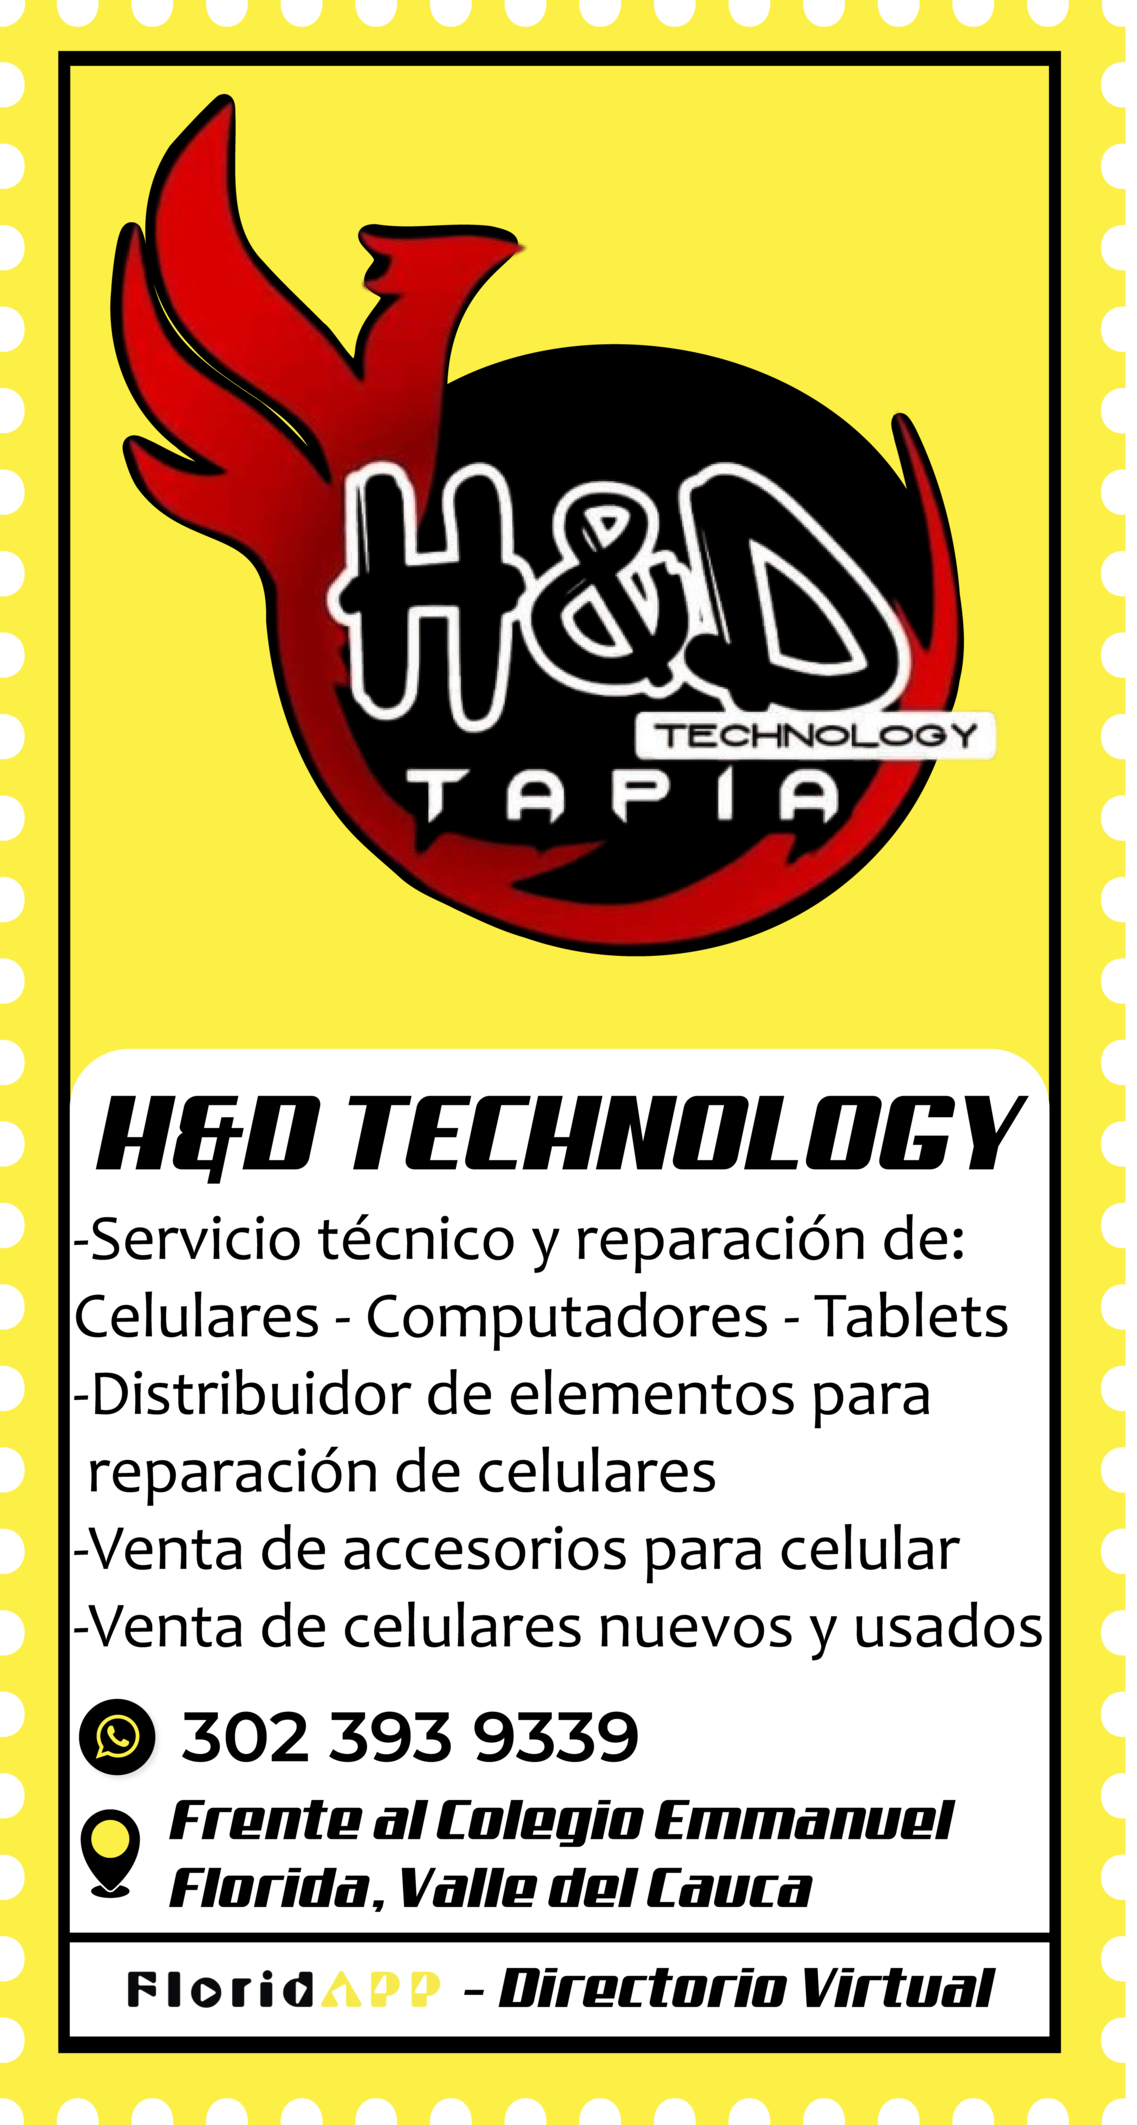 H&D
TECHNOLOGY
TAPIA
H&D TECHNOLOGY
-Servicio técnico y reparación de:
Celulares - Computadores - Tablets
-Distribuidor de elementos para
reparación de celulares
-Venta de accesorios para celular
-Venta de celulares nuevos y usados
302 393 9339
Frente al Colegio Emmanuel
Florida, Valle del Cauca
FloridAPP - Directorio Virtual